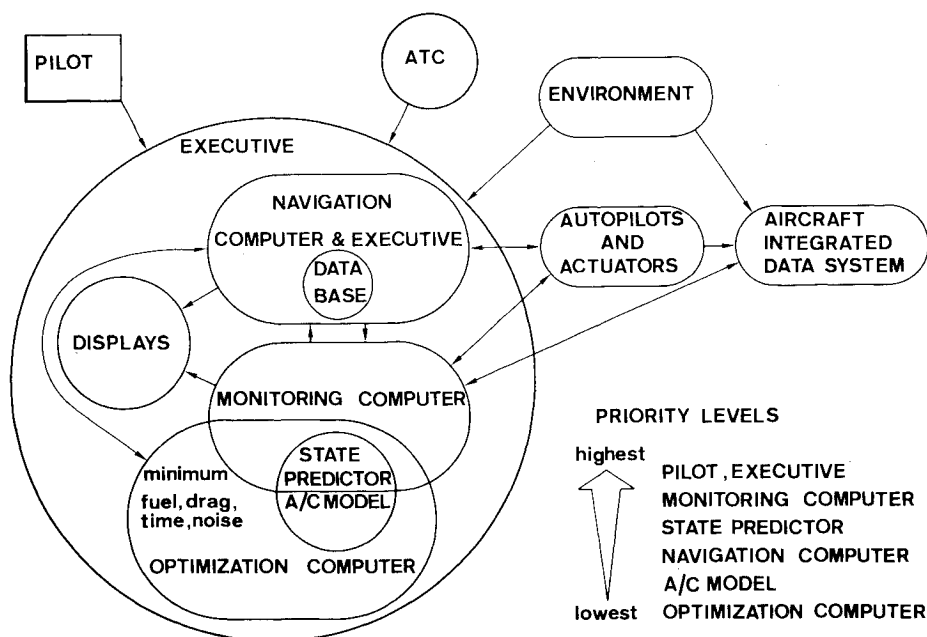 PILOT
ATC
ENVIRONMENT
EXECUTIVE
NAVIGATION
COMPUTER & EXECUTIVE
DATA
BASE
AUTOPILOTS
AND
ACTUATORS
AIRCRAFT
INTEGRATED
DATA SYSTEM
DISPLAYS
MONITORING COMPUTER
STATE
PREDICTOR
A/C MODEL
minimum
fuel, drag,
time, noise
OPTIMIZATION COMPUTER
PRIORITY LEVELS
highest
PILOT, EXECUTIVE
MONITORING COMPUTER
STATE PREDICTOR
NAVIGATION COMPUTER
A/C MODEL
lowest OPTIMIZATION COMPUTER